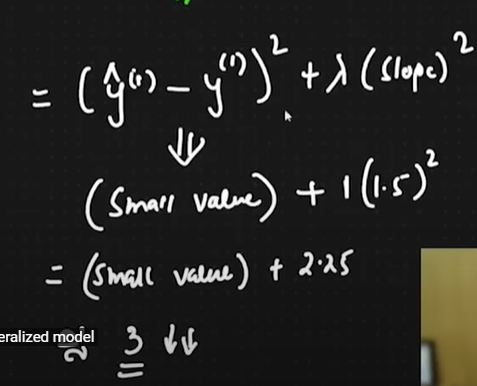 = (ŷ⁽¹⁾ − y⁽¹⁾)² + λ (slope)²
⇓
(small value) + 1 (1.5)²
= (small value) + 2.25
eralized model
≈ 3 ↓↓